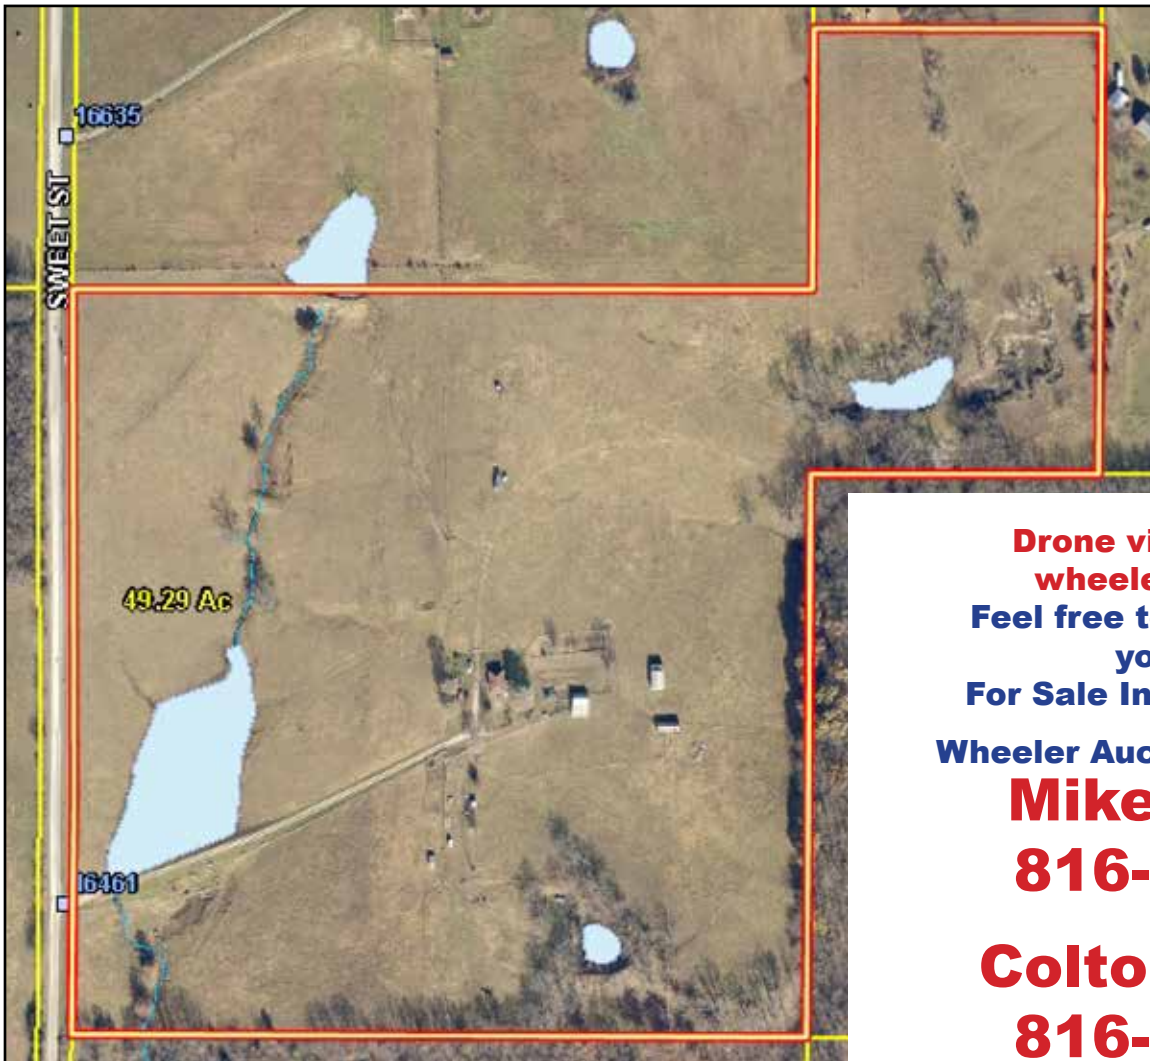 16635
SWEET ST
49.29 Ac
16461
Drone vi
wheele
Feel free t
yo
For Sale In
Wheeler Auc
Mike
816-
Colto
816-